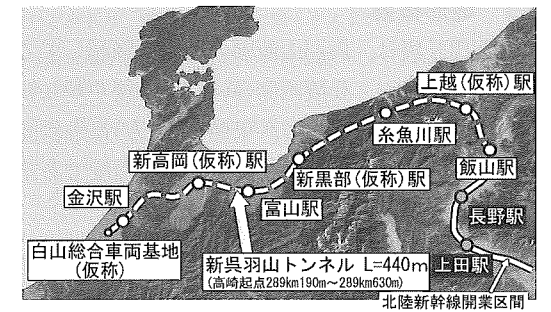 上越(仮称)駅
糸魚川駅
飯山駅
新高岡(仮称)駅
新黒部(仮称)駅
金沢駅
富山駅
長野駅
白山総合車両基地
(仮称)
上田駅
新呉羽山トンネル L=440m
(高崎起点289km190m〜289km630m)
北陸新幹線開業区間